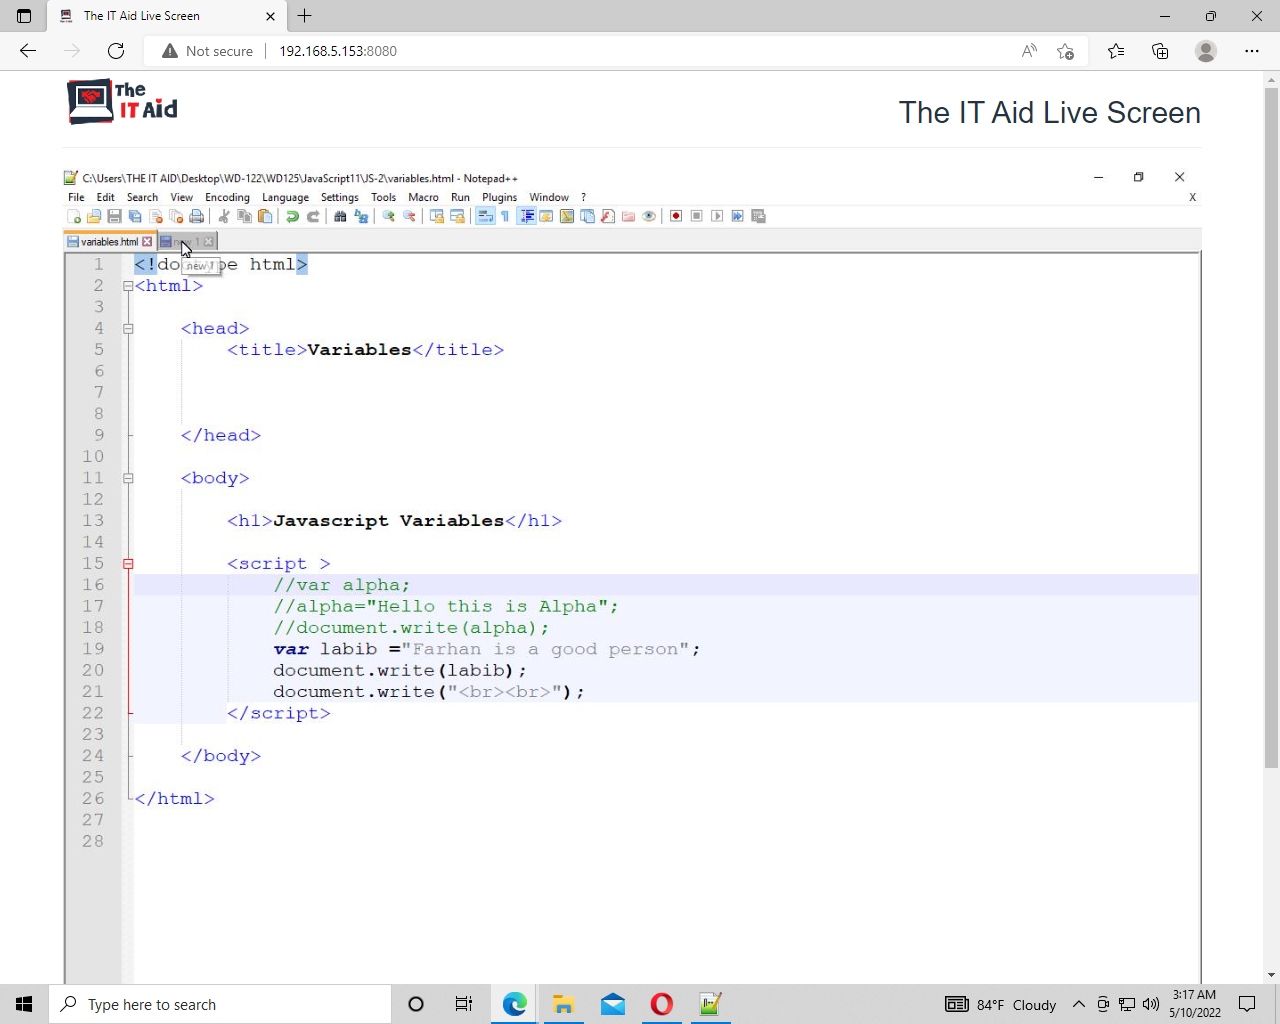 The IT Aid Live Screen
Not secure
192.168.5.153:8080
The
IT Aid
The IT Aid Live Screen
C:\Users\THE IT AID\Desktop\WD-122\WD125\JavaScript11\JS-2\variables.html - Notepad++
File Edit Search View Encoding Language Settings Tools Macro Run Plugins Window ? X
variables.html new 1
new 1
1 <!doctype html>
2 <html>
3
4 <head>
5 <title>Variables</title>
6
7
8
9 </head>
10
11 <body>
12
13 <h1>Javascript Variables</h1>
14
15 <script >
16 //var alpha;
17 //alpha="Hello this is Alpha";
18 //document.write(alpha);
19 var labib ="Farhan is a good person";
20 document.write(labib);
21 document.write("<br><br>");
22 </script>
23
24 </body>
25
26 </html>
27
28
Type here to search
84°F Cloudy
3:17 AM
5/10/2022